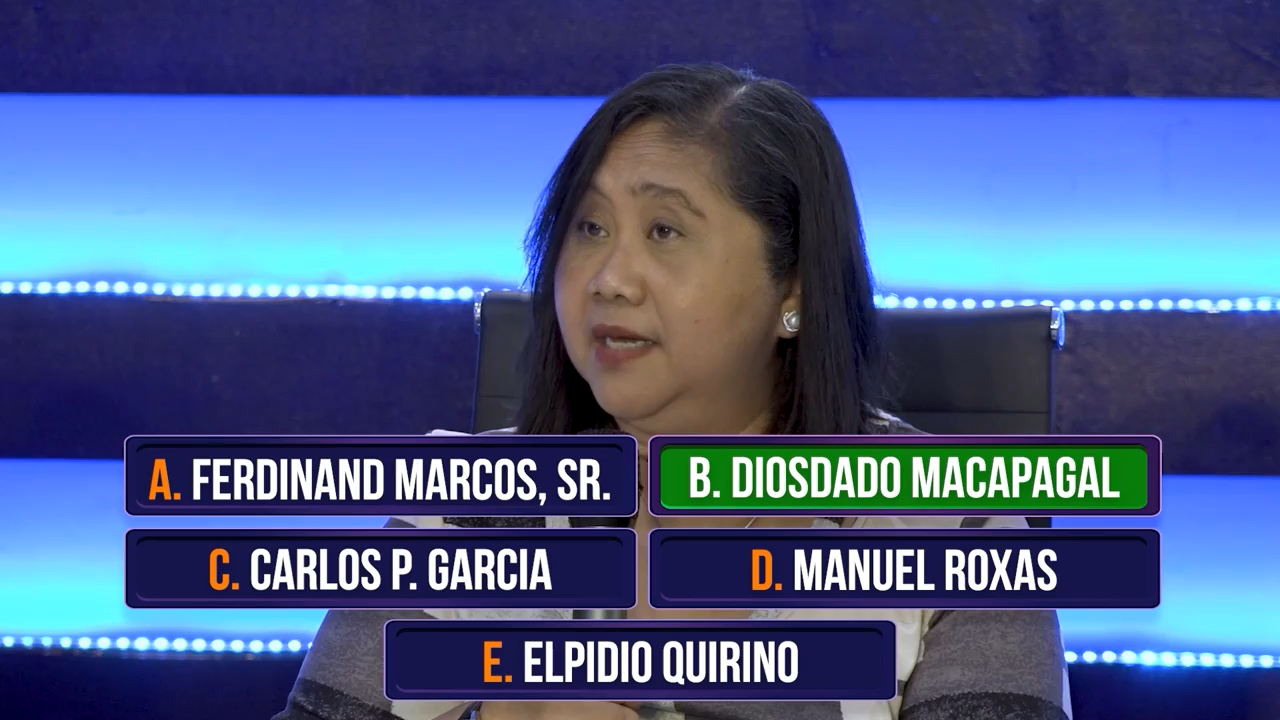 A. FERDINAND MARCOS, SR.
B. DIOSDADO MACAPAGAL
C. CARLOS P. GARCIA
D. MANUEL ROXAS
E. ELPIDIO QUIRINO